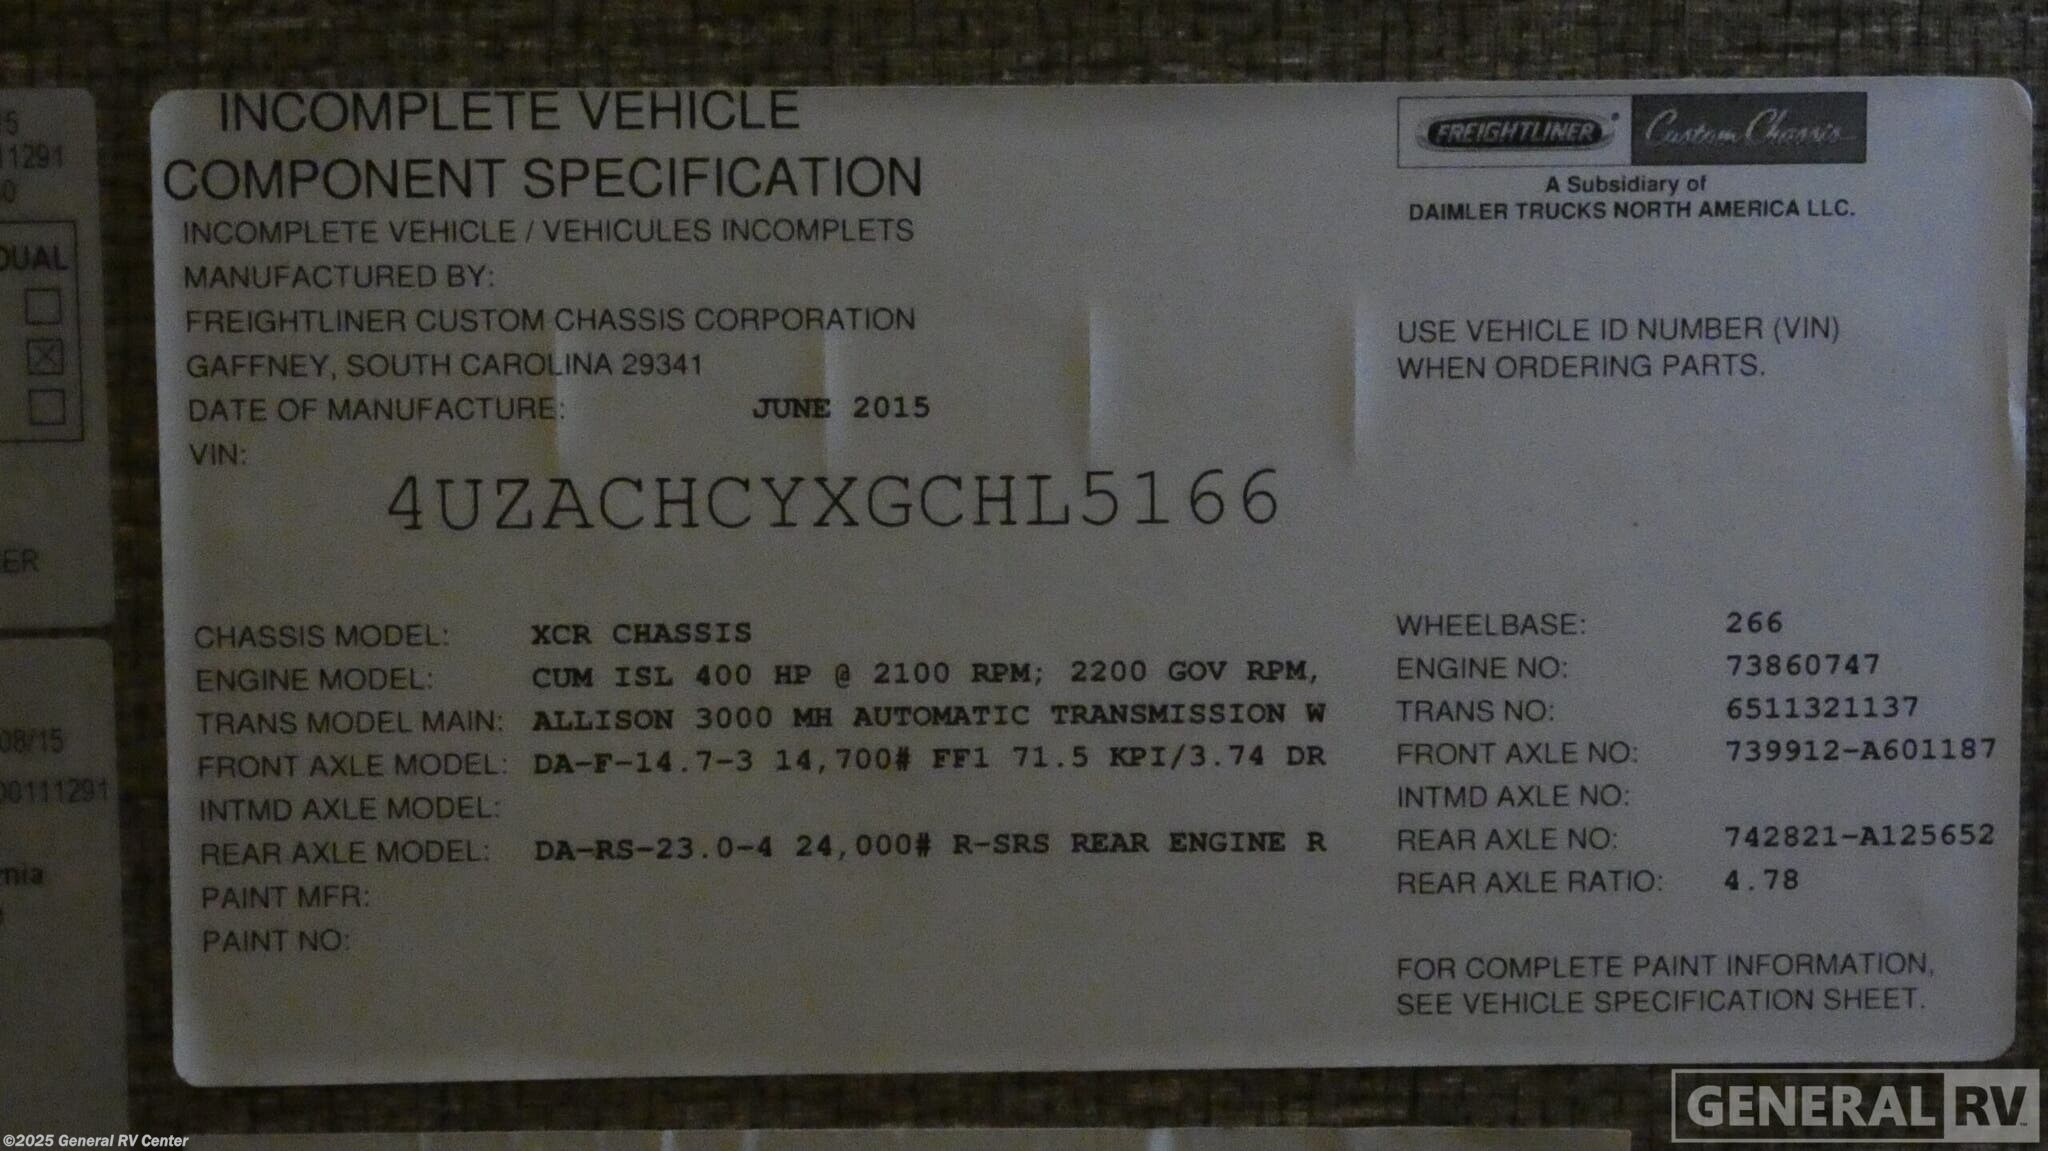 INCOMPLETE VEHICLE
COMPONENT SPECIFICATION
INCOMPLETE VEHICLE / VEHICULES INCOMPLETS
MANUFACTURED BY:
FREIGHTLINER CUSTOM CHASSIS CORPORATION
GAFFNEY, SOUTH CAROLINA 29341
DATE OF MANUFACTURE: JUNE 2015
VIN:
4UZACHCYXGCHL5166
CHASSIS MODEL: XCR CHASSIS
ENGINE MODEL: CUM ISL 400 HP @ 2100 RPM; 2200 GOV RPM,
TRANS MODEL MAIN: ALLISON 3000 MH AUTOMATIC TRANSMISSION W
FRONT AXLE MODEL: DA-F-14.7-3 14,700# FF1 71.5 KPI/3.74 DR
INTMD AXLE MODEL:
REAR AXLE MODEL: DA-RS-23.0-4 24,000# R-SRS REAR ENGINE R
PAINT MFR:
PAINT NO:
FREIGHTLINER Custom Chassis
A Subsidiary of
DAIMLER TRUCKS NORTH AMERICA LLC.
USE VEHICLE ID NUMBER (VIN)
WHEN ORDERING PARTS.
WHEELBASE: 266
ENGINE NO: 73860747
TRANS NO: 6511321137
FRONT AXLE NO: 739912-A601187
INTMD AXLE NO:
REAR AXLE NO: 742821-A125652
REAR AXLE RATIO: 4.78
FOR COMPLETE PAINT INFORMATION,
SEE VEHICLE SPECIFICATION SHEET.
11291
DUAL
ER
08/15
00111291
nia
GENERAL RV
©2025 General RV Center